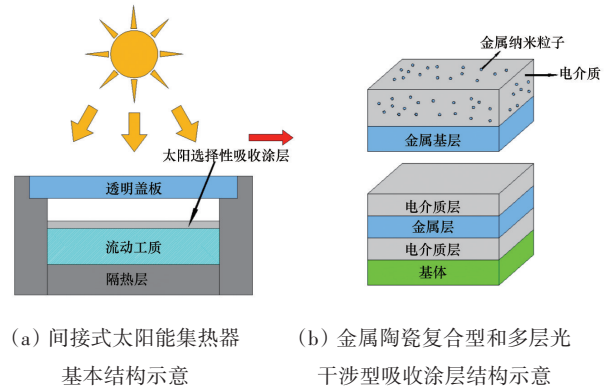 太阳选择性吸收涂层
透明盖板
流动工质
隔热层
(a) 间接式太阳能集热器
基本结构示意
金属纳米粒子
电介质
金属基层
电介质层
金属层
电介质层
基体
(b) 金属陶瓷复合型和多层光
干涉型吸收涂层结构示意